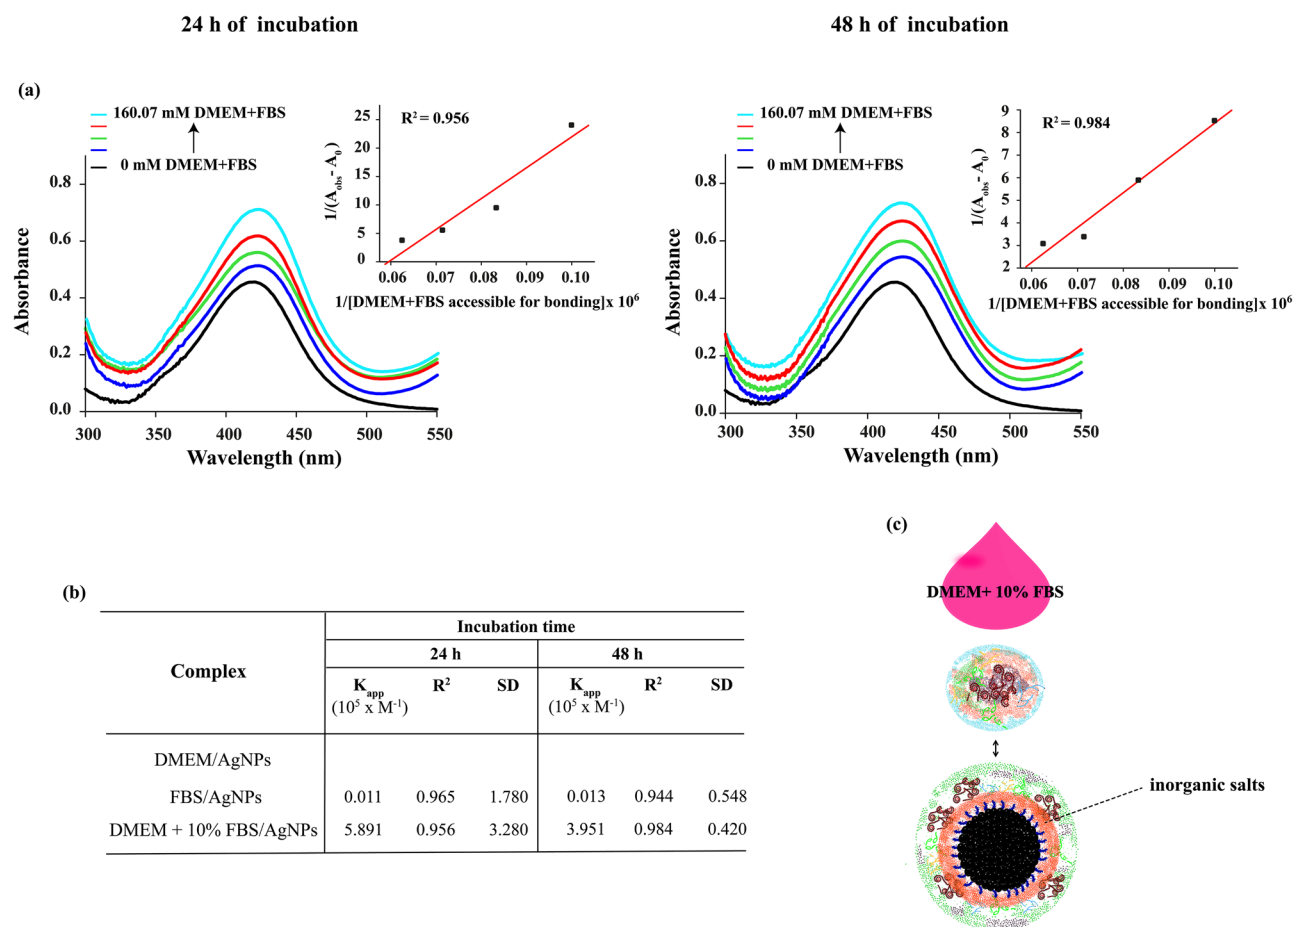 24 h of incubation
48 h of incubation
(a)
160.07 mM DMEM+FBS
0 mM DMEM+FBS
Absorbance
0.8
0.6
0.4
0.2
0.0
300 350 400 450 500 550
Wavelength (nm)
R² = 0.956
1/(A_obs - A_0)
25
20
15
10
5
0
0.06 0.07 0.08 0.09 0.10
1/[DMEM+FBS accessible for bonding]x 10⁶
160.07 mM DMEM+FBS
0 mM DMEM+FBS
Absorbance
0.8
0.6
0.4
0.2
0.0
300 350 400 450 500 550
Wavelength (nm)
R² = 0.984
1/(A_obs - A_0)
9
8
7
6
5
4
3
2
0.06 0.07 0.08 0.09 0.10
1/[DMEM+FBS accessible for bonding]x 10⁶
(b)
Complex
Incubation time
24 h 48 h
K_app R² SD K_app R² SD
(10⁵ x M⁻¹) (10⁵ x M⁻¹)
DMEM/AgNPs
FBS/AgNPs 0.011 0.965 1.780 0.013 0.944 0.548
DMEM + 10% FBS/AgNPs 5.891 0.956 3.280 3.951 0.984 0.420
(c)
DMEM+ 10% FBS
inorganic salts